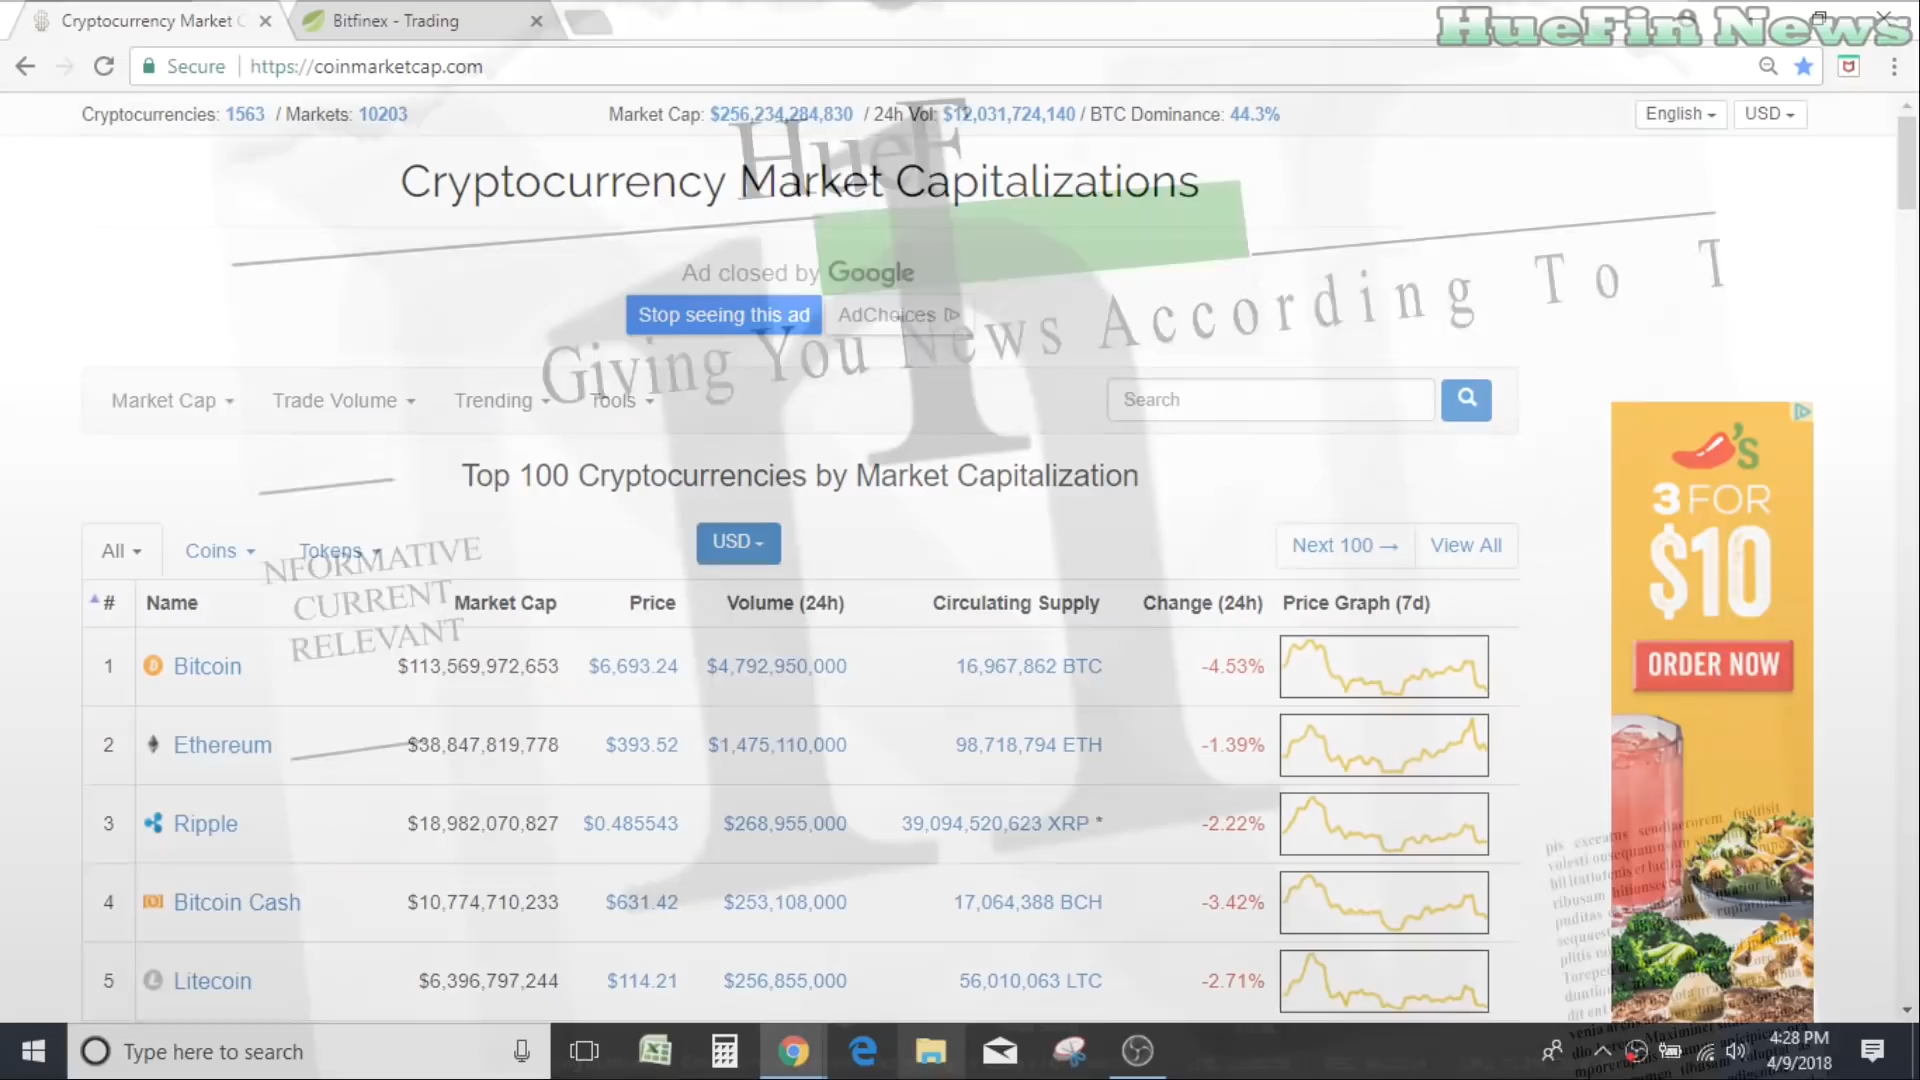 Cryptocurrency Market C
Bitfinex - Trading
HueFin News
Secure
https://coinmarketcap.com
Cryptocurrencies: 1563 / Markets: 10203
Market Cap: $256,234,284,830 / 24h Vol: $12,031,724,140 / BTC Dominance: 44.3%
English
USD
HueF
Cryptocurrency Market Capitalizations
Ad closed by Google
Stop seeing this ad
AdChoices
Giving You News According To T
Market Cap
Trade Volume
Trending
Tools
Search
Top 100 Cryptocurrencies by Market Capitalization
All
Coins
Tokens
USD
Next 100 →
View All
NFORMATIVE
CURRENT
RELEVANT
# Name Market Cap Price Volume (24h) Circulating Supply Change (24h) Price Graph (7d)
1 Bitcoin $113,569,972,653 $6,693.24 $4,792,950,000 16,967,862 BTC -4.53%
2 Ethereum $38,847,819,778 $393.52 $1,475,110,000 98,718,794 ETH -1.39%
3 Ripple $18,982,070,827 $0.485543 $268,955,000 39,094,520,623 XRP * -2.22%
4 Bitcoin Cash $10,774,710,233 $631.42 $253,108,000 17,064,388 BCH -3.42%
5 Litecoin $6,396,797,244 $114.21 $256,855,000 56,010,063 LTC -2.71%
's
3 FOR
$10
ORDER NOW
Type here to search
4:28 PM
4/9/2018